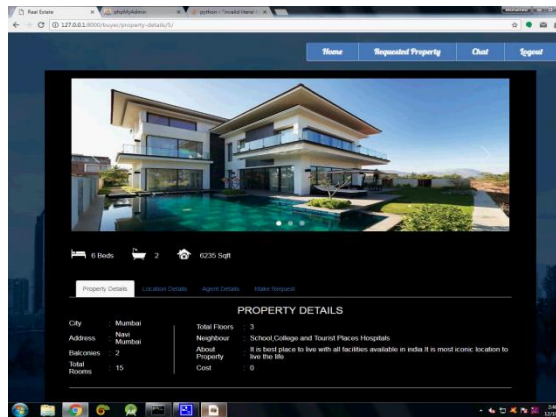 Real Estate
phpMyAdmin
127.0.0.1:8000/buyer/property-details/5/
Home Requested Property Chat Logout
6 Beds 2 6235 Sqft
Property Details Location Details Agent Details Make Request
PROPERTY DETAILS
City : Mumbai
Address : Navi
Mumbai
Balconies : 2
Total
Rooms : 15
Total Floors : 3
Neighbour : School,College and Tourist Places Hospitals
About
Property : It is best place to live with all facilities available in india It is most iconic location to
live the life
Cost : 0